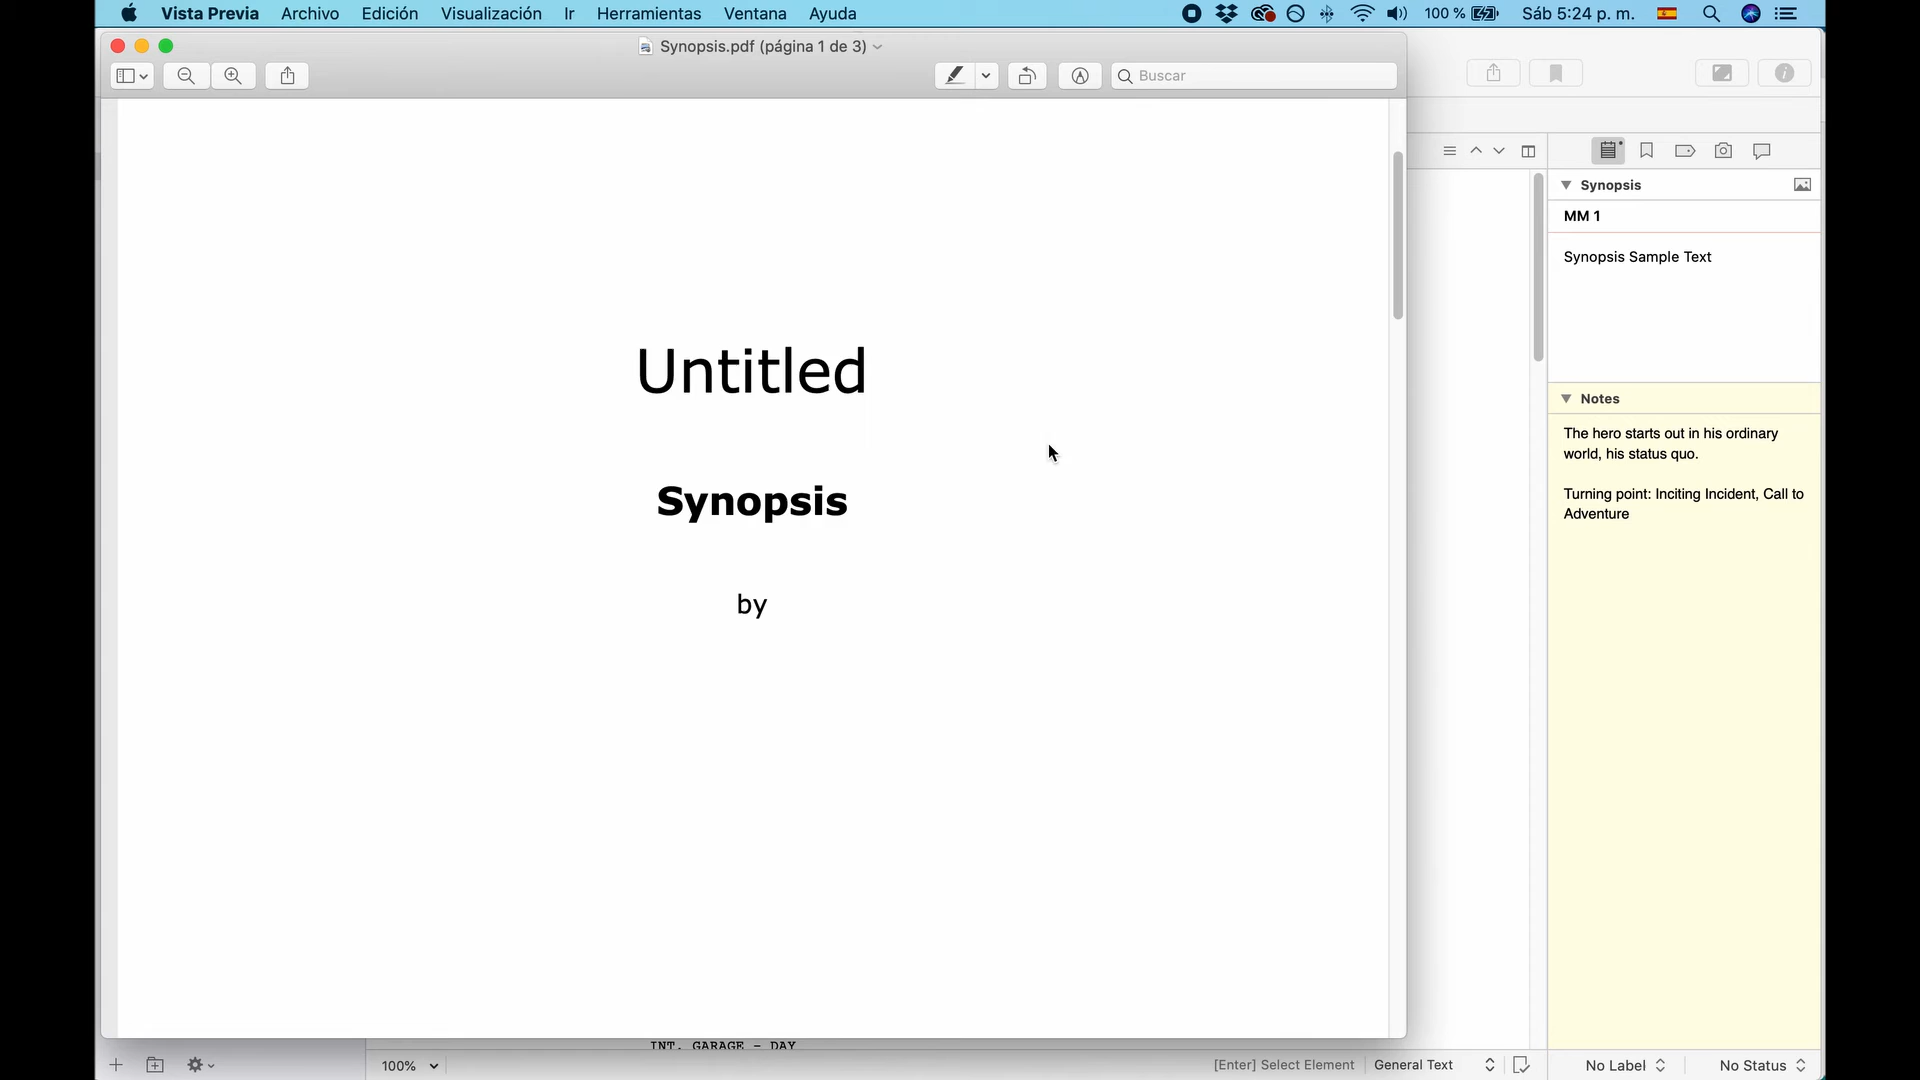 Vista Previa Archivo Edición Visualización Ir Herramientas Ventana Ayuda 100 % Sáb 5:24 p. m.
Synopsis.pdf (página 1 de 3)
Buscar
Untitled
Synopsis
by
Synopsis
MM 1
Synopsis Sample Text
Notes
The hero starts out in his ordinary
world, his status quo.
Turning point: Inciting Incident, Call to
Adventure
INT. GARAGE - DAY
100% [Enter] Select Element General Text No Label No Status